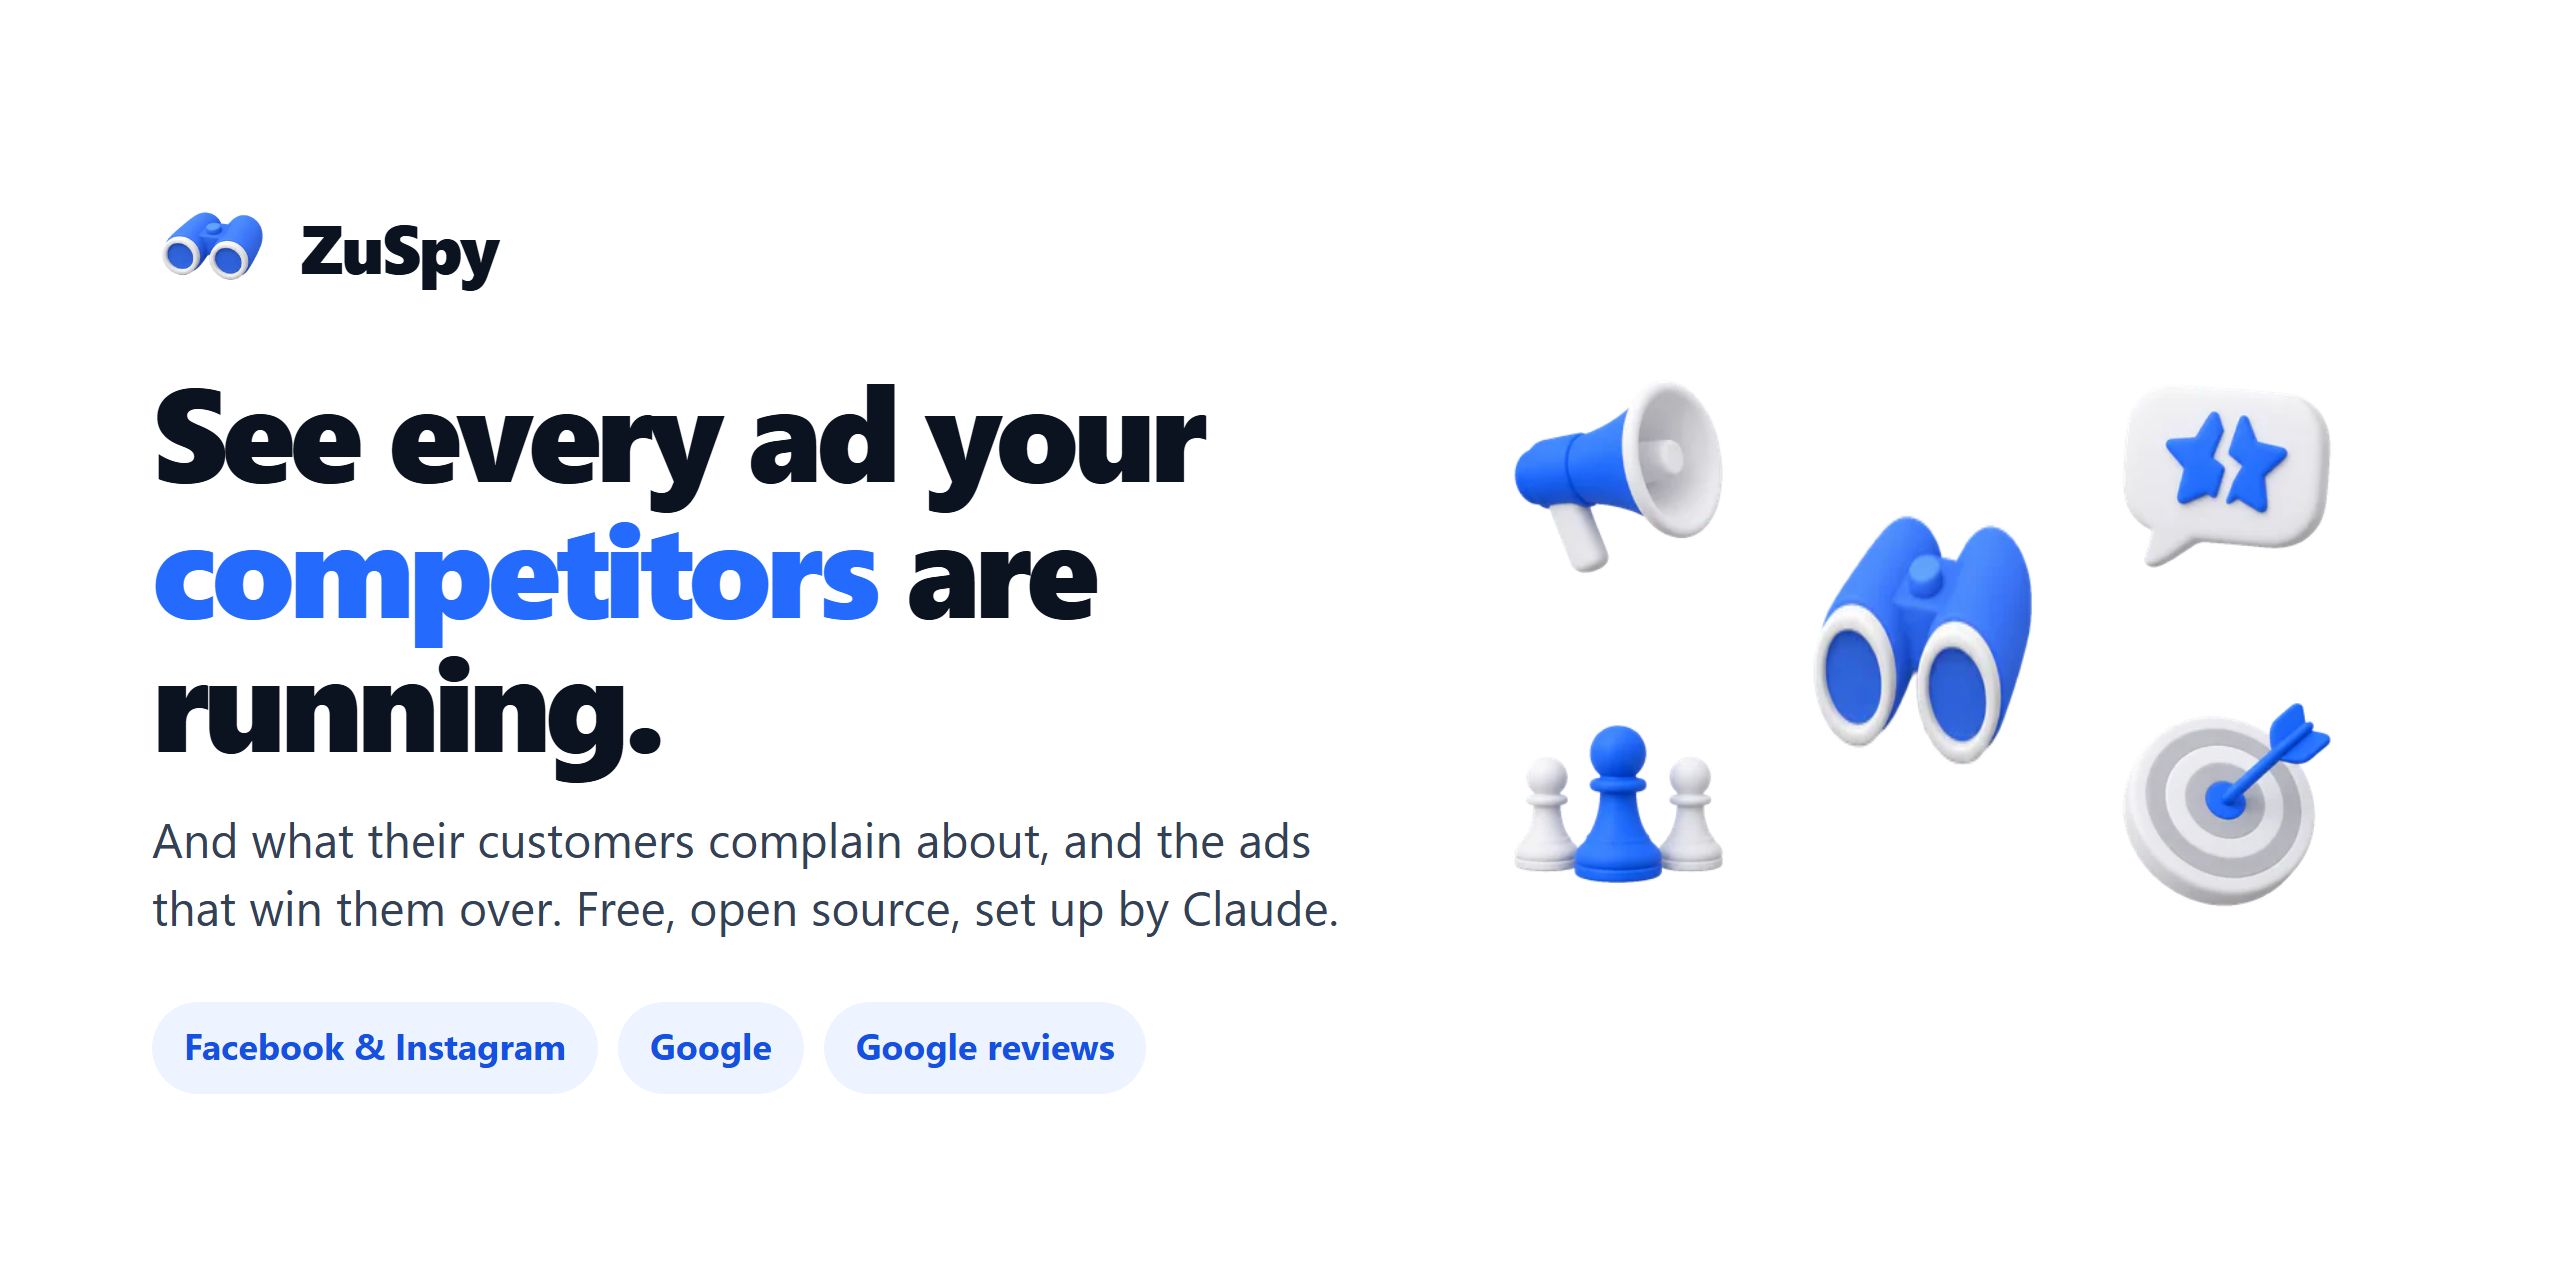 ZuSpy
See every ad your
competitors are
running.
And what their customers complain about, and the ads
that win them over. Free, open source, set up by Claude.
Facebook & Instagram
Google
Google reviews